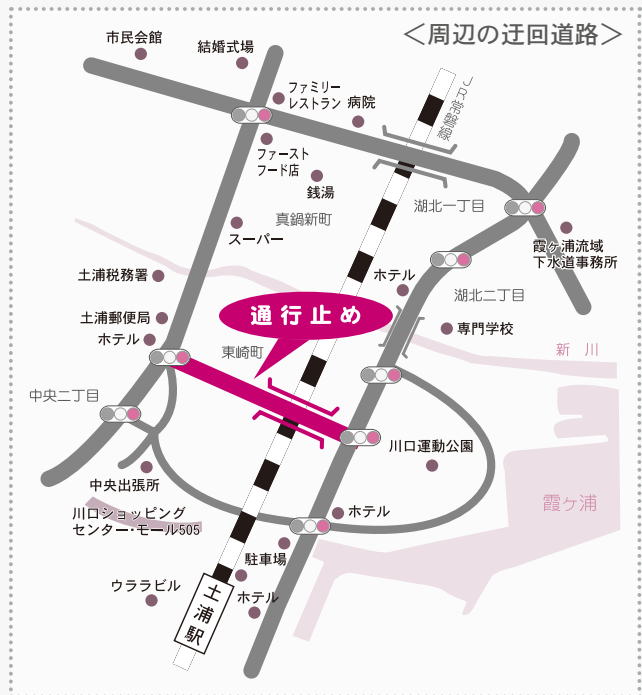 ＜周辺の迂回道路＞
市民会館
結婚式場
ファミリー
レストラン
病院
JR常磐線
ファースト
フード店
銭湯
湖北一丁目
真鍋新町
スーパー
霞ヶ浦流域
下水道事務所
土浦税務署
ホテル
湖北二丁目
通行止め
土浦郵便局
ホテル
専門学校
東崎町
新川
中央二丁目
川口運動公園
中央出張所
霞ヶ浦
川口ショッピング
センター・モール505
ホテル
駐車場
ウララビル
ホテル
土浦駅